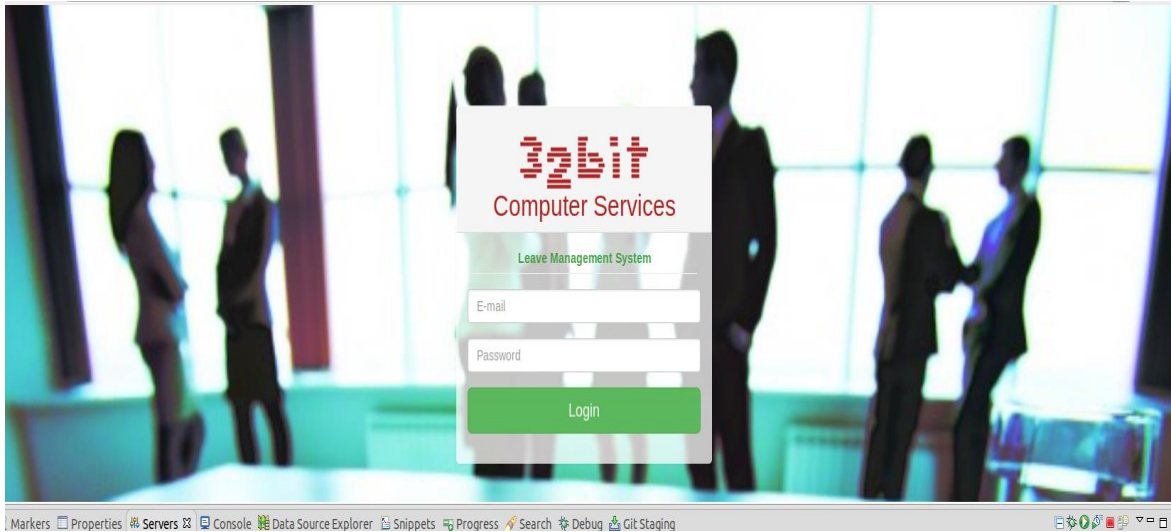 32bit
Computer Services
Leave Management System
E-mail
Password
Login
Markers Properties Servers Console Data Source Explorer Snippets Progress Search Debug Git Staging